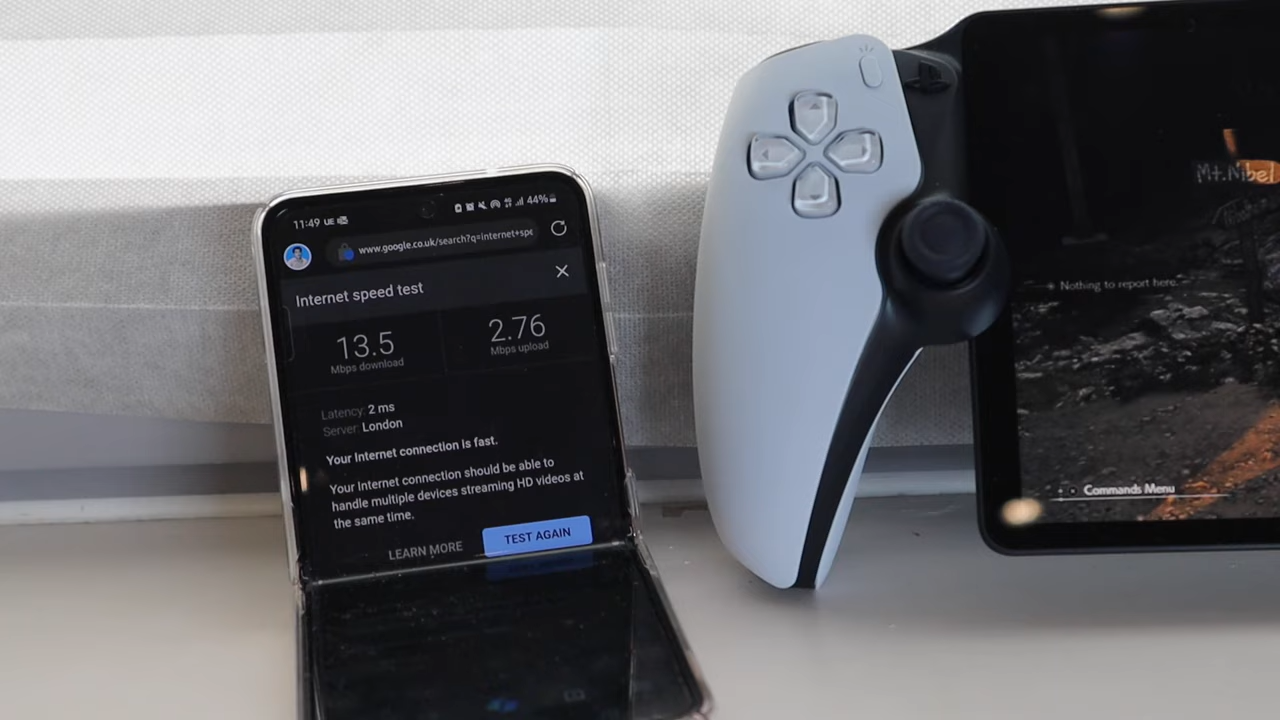 11:49
44%
www.google.co.uk/search?q=internet+spe
Internet speed test
13.5
Mbps download
2.76
Mbps upload
Latency: 2 ms
Server: London
Your Internet connection is fast.
Your Internet connection should be able to
handle multiple devices streaming HD videos at
the same time.
LEARN MORE
TEST AGAIN
Mt.Nibel
Nothing to report here.
Commands Menu